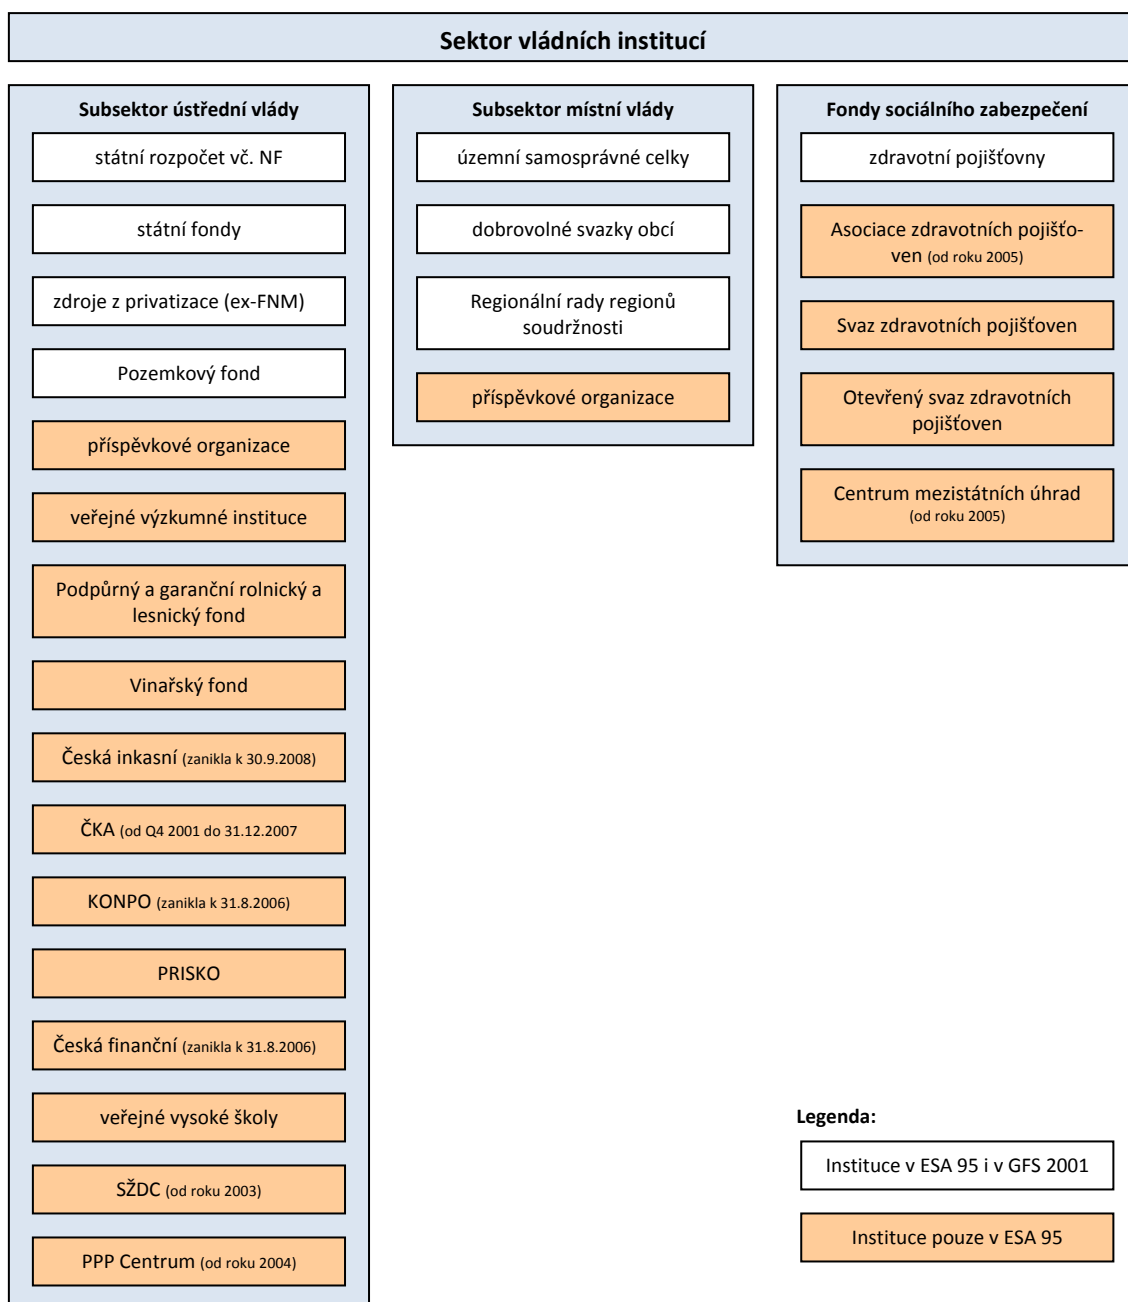 Sektor vládních institucí
Subsektor ústřední vlády
státní rozpočet vč. NF
státní fondy
zdroje z privatizace (ex-FNM)
Pozemkový fond
příspěvkové organizace
veřejné výzkumné instituce
Podpůrný a garanční rolnický a
lesnický fond
Vinařský fond
Česká inkasní (zanikla k 30.9.2008)
ČKA (od Q4 2001 do 31.12.2007
KONPO (zanikla k 31.8.2006)
PRISKO
Česká finanční (zanikla k 31.8.2006)
veřejné vysoké školy
SŽDC (od roku 2003)
PPP Centrum (od roku 2004)
Subsektor místní vlády
územní samosprávné celky
dobrovolné svazky obcí
Regionální rady regionů
soudržnosti
příspěvkové organizace
Fondy sociálního zabezpečení
zdravotní pojišťovny
Asociace zdravotních pojišťo-
ven (od roku 2005)
Svaz zdravotních pojišťoven
Otevřený svaz zdravotních
pojišťoven
Centrum mezistátních úhrad
(od roku 2005)
Legenda:
Instituce v ESA 95 i v GFS 2001
Instituce pouze v ESA 95